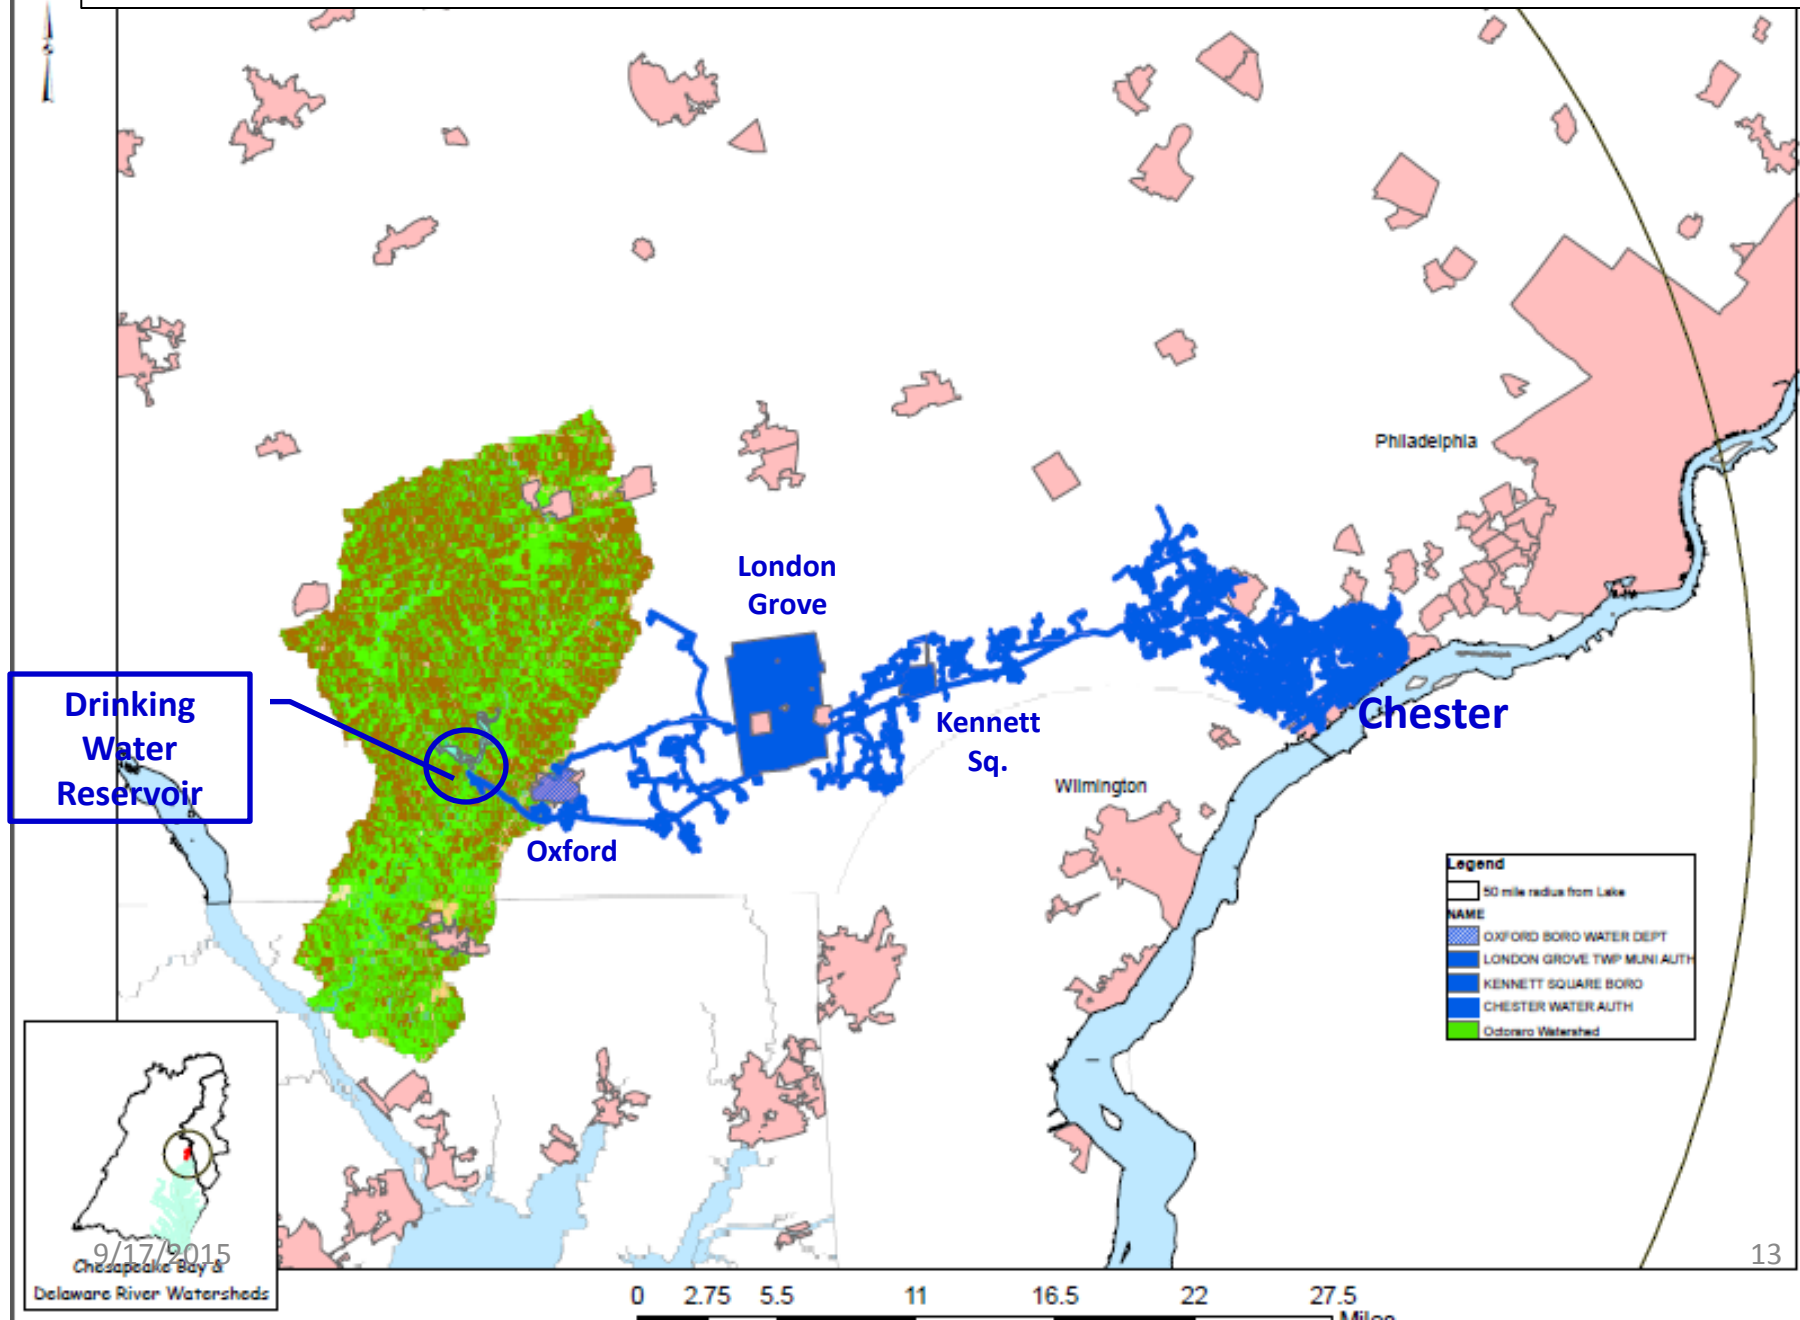 Philadelphia
London
Grove
Drinking
Water
Reservoir
Kennett
Sq.
Chester
Wilmington
Oxford
Legend
50 mile radius from Lake
NAME
OXFORD BORO WATER DEPT
LONDON GROVE TWP MUNI AUTH
KENNETT SQUARE BORO
CHESTER WATER AUTH
Octoraro Watershed
9/17/2015
Chesapeake Bay &
Delaware River Watersheds
13
0 2.75 5.5 11 16.5 22 27.5
Miles